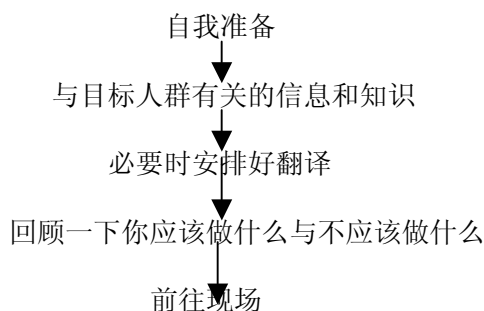 自我准备
与目标人群有关的信息和知识
必要时安排好翻译
回顾一下你应该做什么与不应该做什么
前往现场